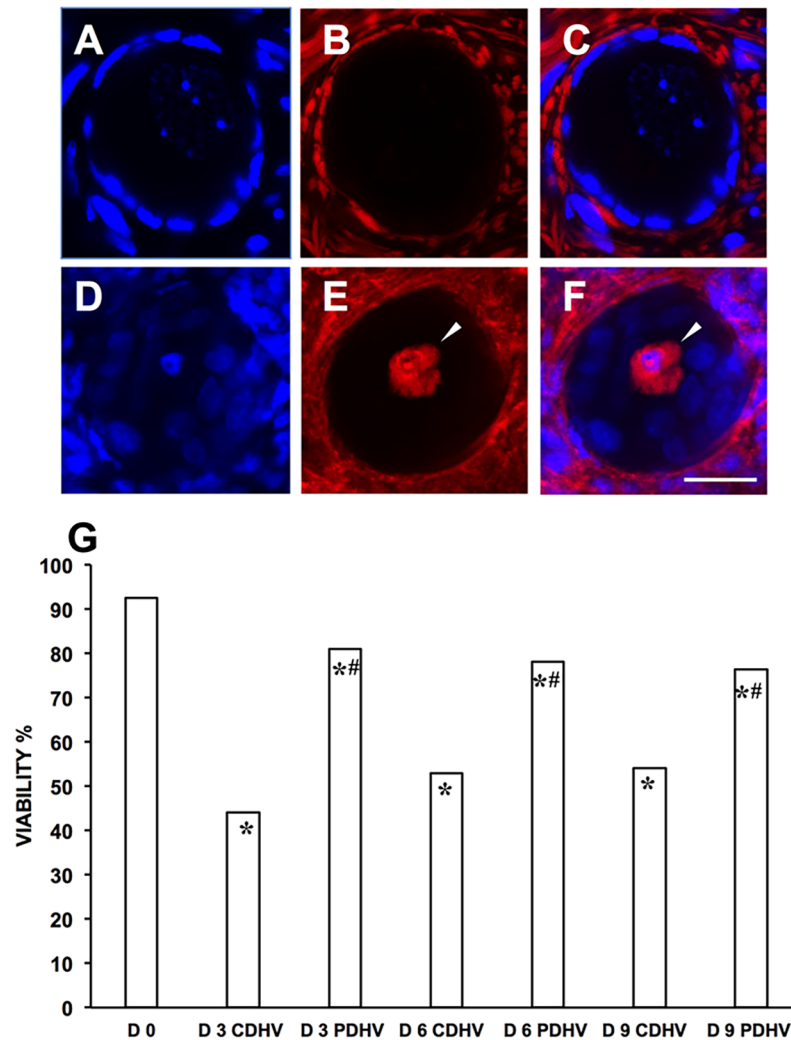 A
B
C
D
E
F
G
VIABILITY %
100
90
80
70
60
50
40
30
20
10
0
*
*#
*
*#
*
*#
D 0
D 3 CDHV
D 3 PDHV
D 6 CDHV
D 6 PDHV
D 9 CDHV
D 9 PDHV